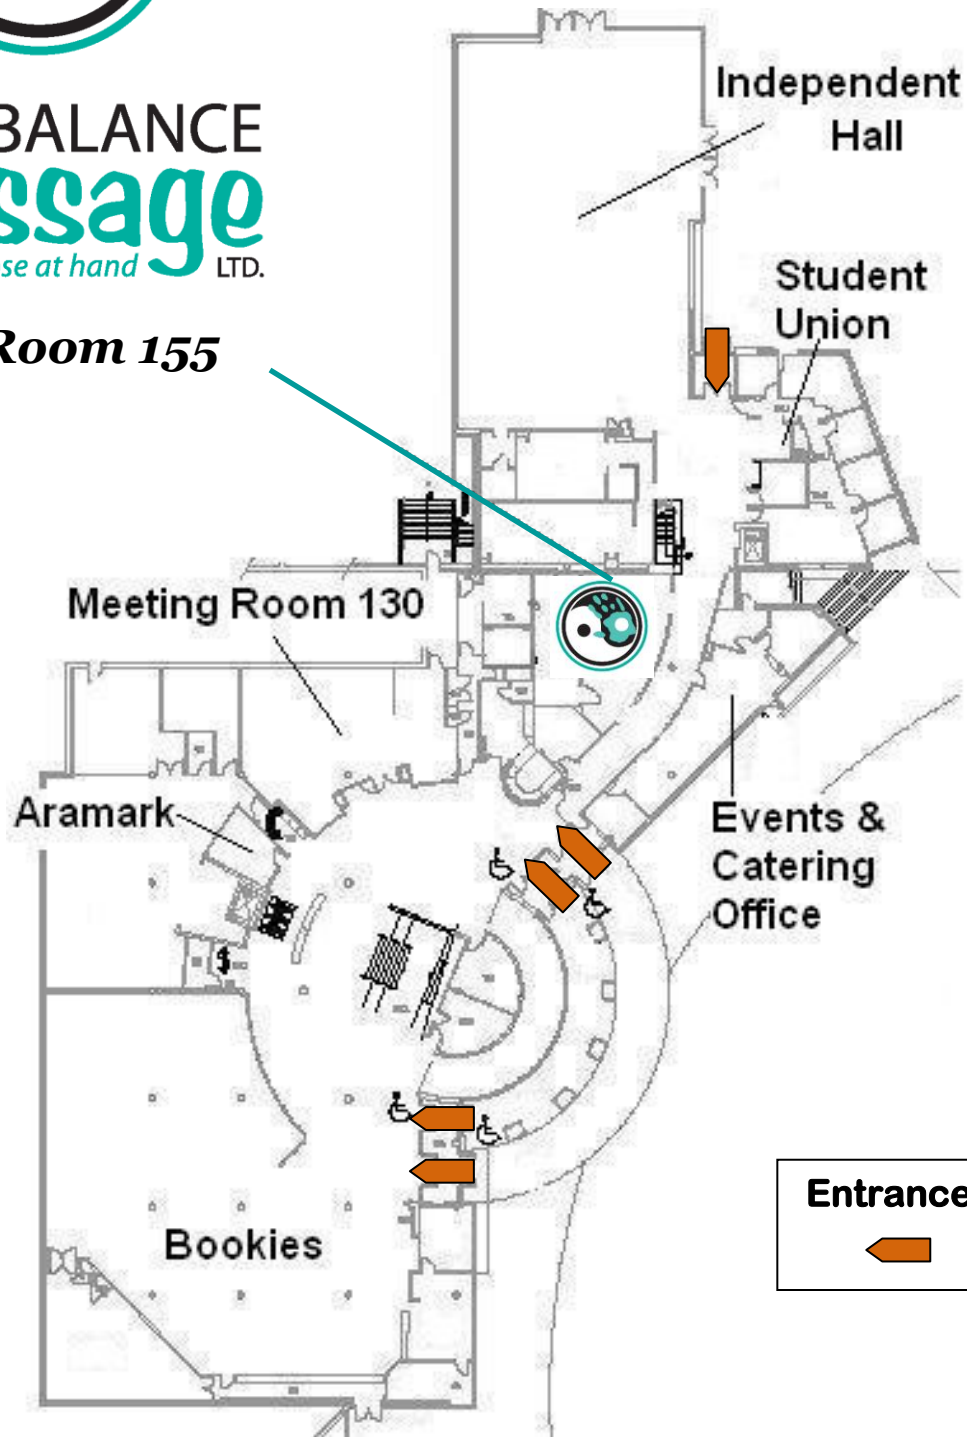 BALANCE
ssage
se at hand
LTD.
Room 155
Independent
Hall
Student
Union
Meeting Room 130
Aramark
Events &
Catering
Office
Bookies
Entrance